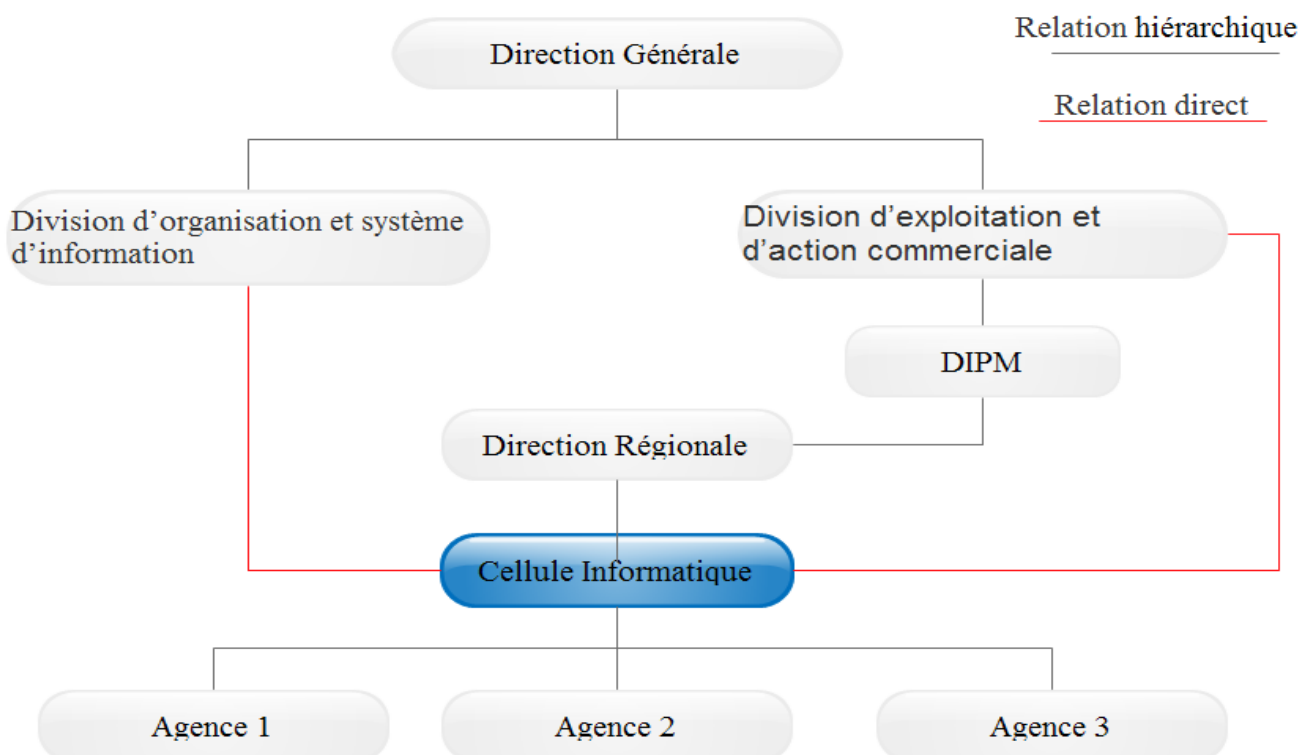 Direction Générale
Relation hiérarchique
Relation direct
Division d’organisation et système
d’information
Division d’exploitation et
d’action commerciale
DIPM
Direction Régionale
Cellule Informatique
Agence 1
Agence 2
Agence 3